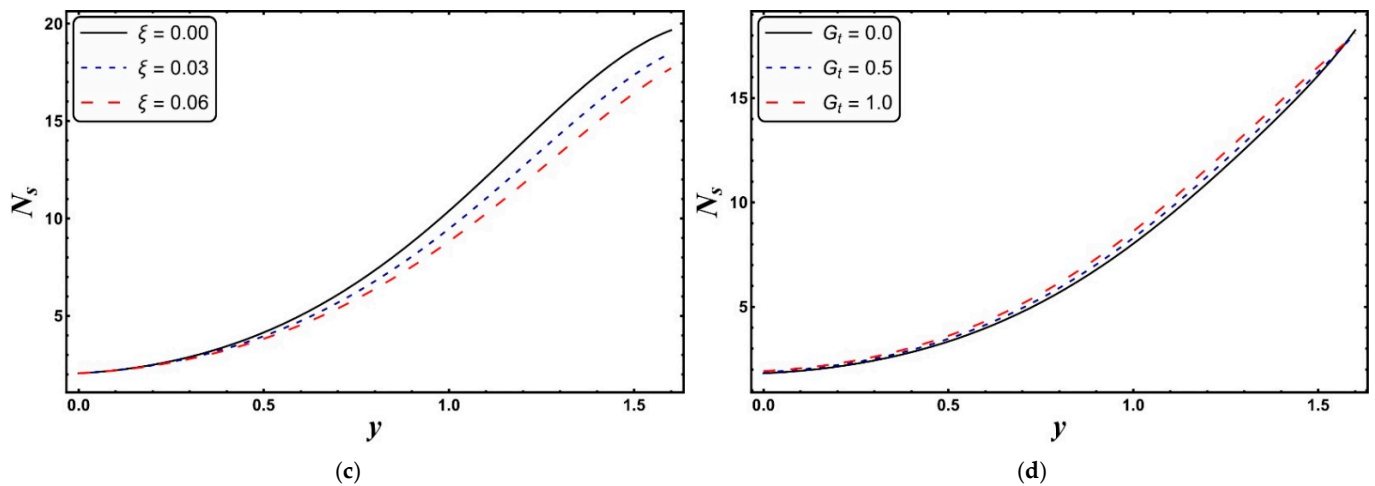 ξ = 0.00
ξ = 0.03
ξ = 0.06
20
15
10
5
N_s
0.0 0.5 1.0 1.5
y
(c)
G_t = 0.0
G_t = 0.5
G_t = 1.0
15
10
5
N_s
0.0 0.5 1.0 1.5
y
(d)